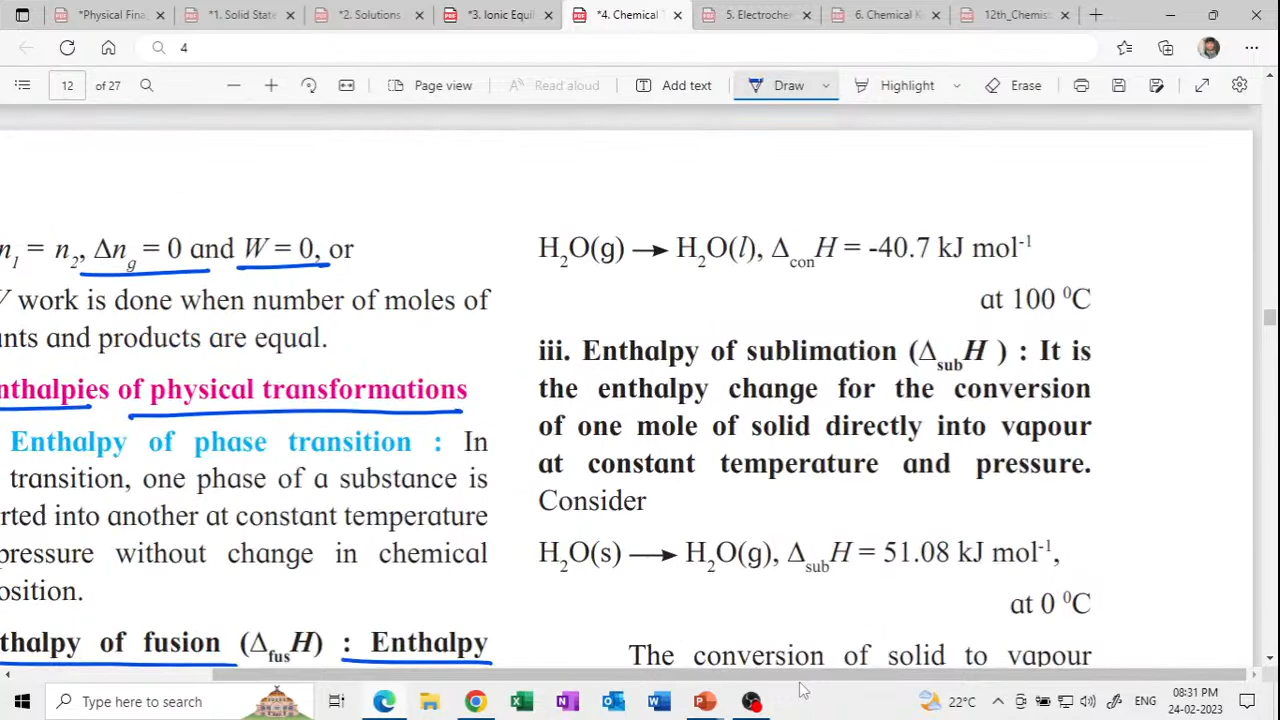 *Physical Fina
*1. Solid State
*2. Solutions
*3. Ionic Equil
*4. Chemical T
5. Electrochem
6. Chemical K
12th_Chemist
4
12 of 27
Page view
Read aloud
Add text
Draw
Highlight
Erase
n1 = n2, Δng = 0 and W = 0, or
V work is done when number of moles of
ants and products are equal.
nthalpies of physical transformations
Enthalpy of phase transition : In
transition, one phase of a substance is
rted into another at constant temperature
pressure without change in chemical
osition.
thalpy of fusion (ΔfusH) : Enthalpy
H2O(g) → H2O(l), ΔconH = -40.7 kJ mol-1
at 100 0C
iii. Enthalpy of sublimation (ΔsubH ) : It is
the enthalpy change for the conversion
of one mole of solid directly into vapour
at constant temperature and pressure.
Consider
H2O(s) → H2O(g), ΔsubH = 51.08 kJ mol-1,
at 0 0C
The conversion of solid to vapour
Type here to search
22°C
ENG
08:31 PM
24-02-2023